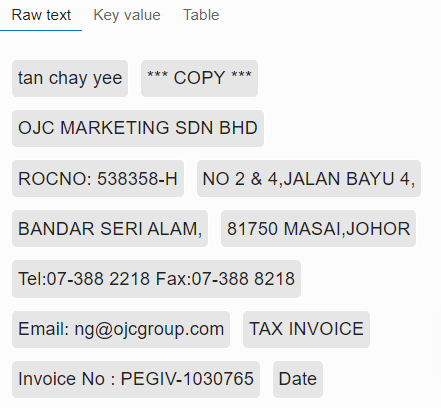 Raw text Key value Table
tan chay yee *** COPY ***
OJC MARKETING SDN BHD
ROCNO: 538358-H NO 2 & 4,JALAN BAYU 4,
BANDAR SERI ALAM, 81750 MASAI,JOHOR
Tel:07-388 2218 Fax:07-388 8218
Email: ng@ojcgroup.com TAX INVOICE
Invoice No : PEGIV-1030765 Date